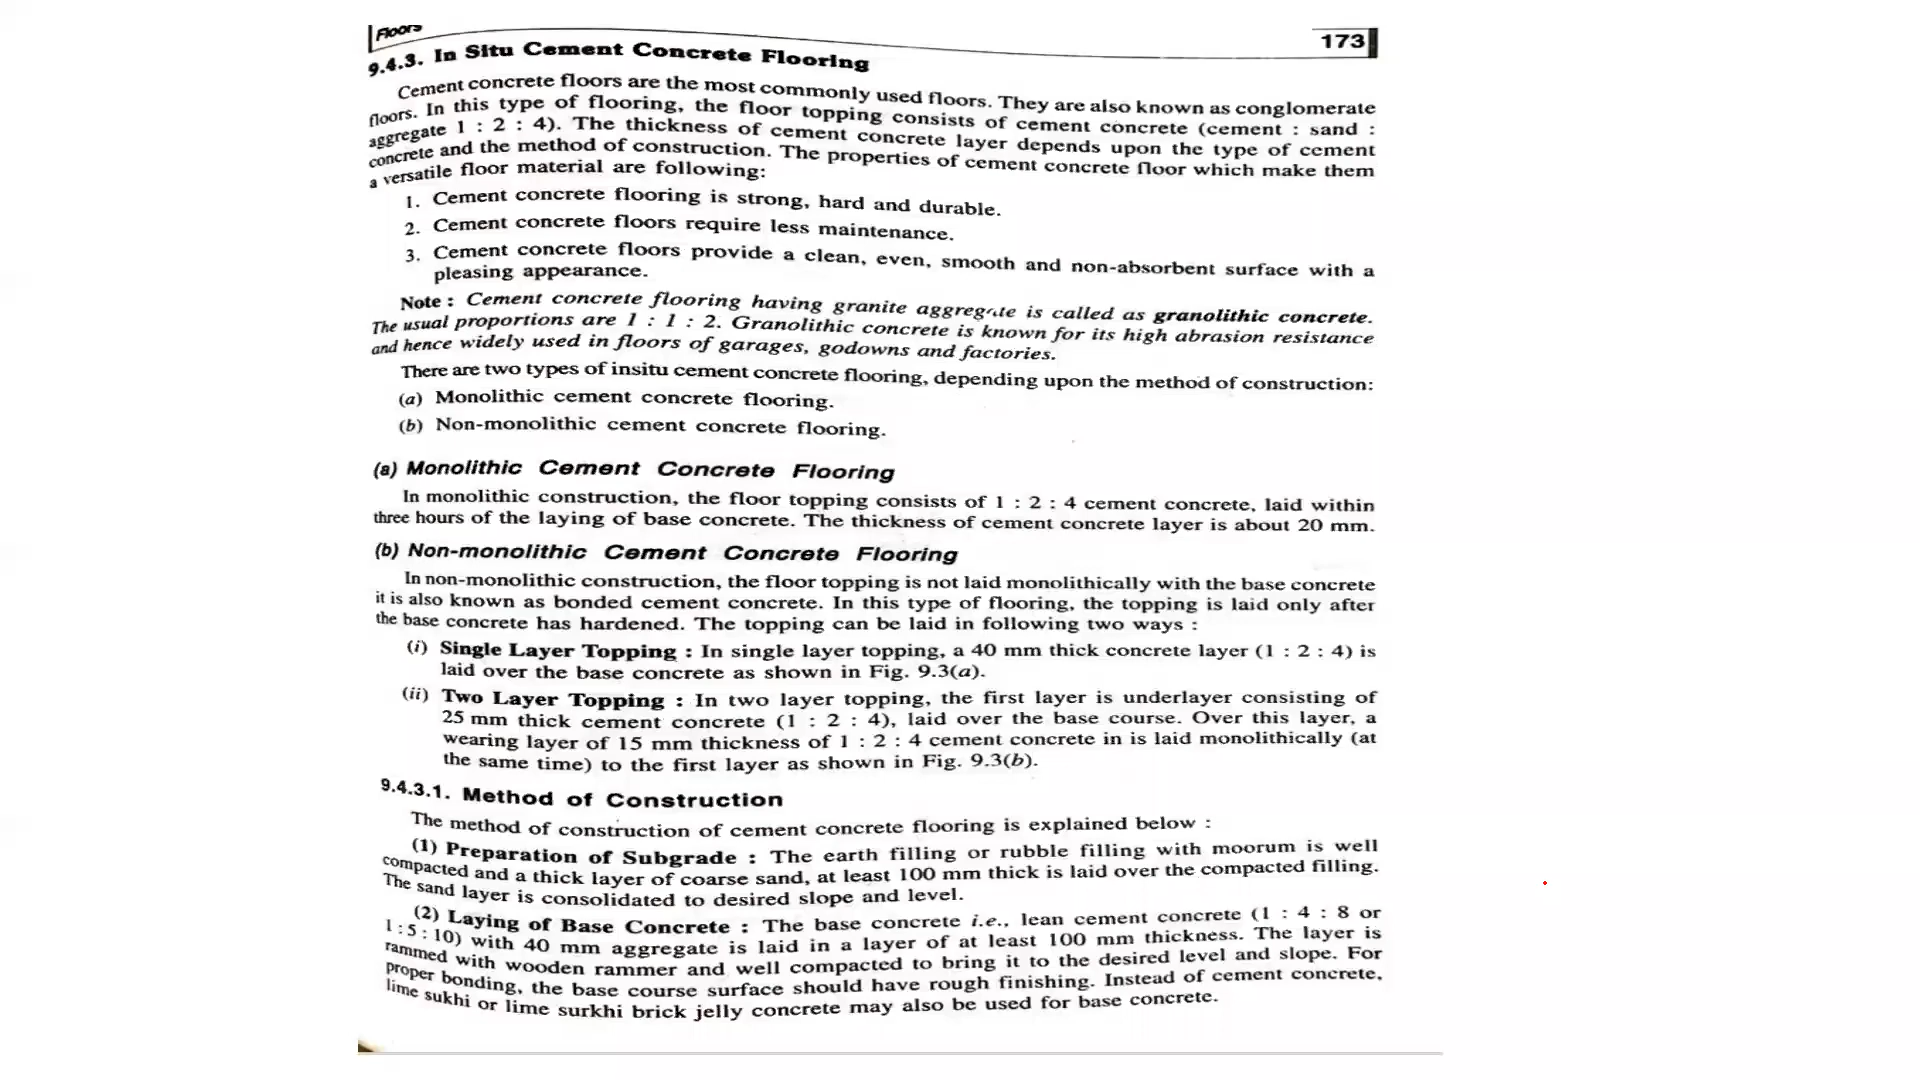 Floors
173
9.4.3. In Situ Cement Concrete Flooring
Cement concrete floors are the most commonly used floors. They are also known as conglomerate
floors. In this type of flooring, the floor topping consists of cement concrete (cement : sand :
aggregate 1 : 2 : 4). The thickness of cement concrete layer depends upon the type of cement
concrete and the method of construction. The properties of cement concrete floor which make them
a versatile floor material are following:
1. Cement concrete flooring is strong, hard and durable.
2. Cement concrete floors require less maintenance.
3. Cement concrete floors provide a clean, even, smooth and non-absorbent surface with a
pleasing appearance.
Note : Cement concrete flooring having granite aggregate is called as granolithic concrete.
The usual proportions are 1 : 1 : 2. Granolithic concrete is known for its high abrasion resistance
and hence widely used in floors of garages, godowns and factories.
There are two types of insitu cement concrete flooring, depending upon the method of construction:
(a) Monolithic cement concrete flooring.
(b) Non-monolithic cement concrete flooring.
(a) Monolithic Cement Concrete Flooring
In monolithic construction, the floor topping consists of 1 : 2 : 4 cement concrete, laid within
three hours of the laying of base concrete. The thickness of cement concrete layer is about 20 mm.
(b) Non-monolithic Cement Concrete Flooring
In non-monolithic construction, the floor topping is not laid monolithically with the base concrete
it is also known as bonded cement concrete. In this type of flooring, the topping is laid only after
the base concrete has hardened. The topping can be laid in following two ways :
(i) Single Layer Topping : In single layer topping, a 40 mm thick concrete layer (1 : 2 : 4) is
laid over the base concrete as shown in Fig. 9.3(a).
(ii) Two Layer Topping : In two layer topping, the first layer is underlayer consisting of
25 mm thick cement concrete (1 : 2 : 4), laid over the base course. Over this layer, a
wearing layer of 15 mm thickness of 1 : 2 : 4 cement concrete in is laid monolithically (at
the same time) to the first layer as shown in Fig. 9.3(b).
9.4.3.1. Method of Construction
The method of construction of cement concrete flooring is explained below :
(1) Preparation of Subgrade : The earth filling or rubble filling with moorum is well
compacted and a thick layer of coarse sand, at least 100 mm thick is laid over the compacted filling.
The sand layer is consolidated to desired slope and level.
(2) Laying of Base Concrete : The base concrete i.e., lean cement concrete (1 : 4 : 8 or
1 : 5 : 10) with 40 mm aggregate is laid in a layer of at least 100 mm thickness. The layer is
rammed with wooden rammer and well compacted to bring it to the desired level and slope. For
proper bonding, the base course surface should have rough finishing. Instead of cement concrete,
lime sukhi or lime surkhi brick jelly concrete may also be used for base concrete.